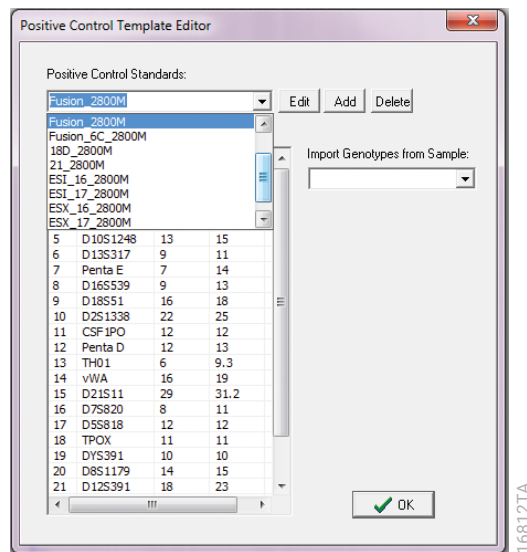 Positive Control Template Editor
Positive Control Standards:
Fusion_2800M
Edit
Add
Delete
Fusion_2800M
Fusion_6C_2800M
18D_2800M
21_2800M
ESI_16_2800M
ESI_17_2800M
ESX_16_2800M
ESX_17_2800M
Import Genotypes from Sample:
5 D10S1248 13 15
6 D13S317 9 11
7 Penta E 7 14
8 D16S539 9 13
9 D18S51 16 18
10 D2S1338 22 25
11 CSF1PO 12 12
12 Penta D 12 13
13 TH01 6 9.3
14 vWA 16 19
15 D21S11 29 31.2
16 D7S820 8 11
17 D5S818 12 12
18 TPOX 11 11
19 DYS391 10 10
20 D8S1179 14 15
21 D12S391 18 23
OK
16812TA